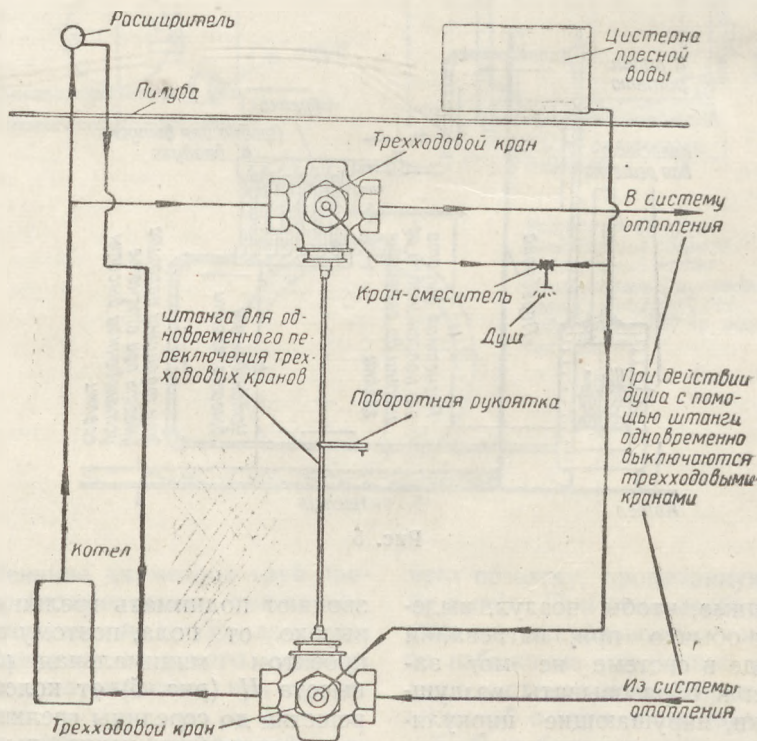 Расширитель
Цистерна
пресной
воды
Пилуба
Трехходовой кран
В систему
отопления
Кран-смеситель
Душ
штанга для од-
новременного пе-
реключения трех-
ходовых кранов
Поворотная рукоятка
При действии
душа с помо-
щью штанги
одновременно
выключаются
трехходовыми
кранами
Котел
Из системы
отопления
Трехходовой кран